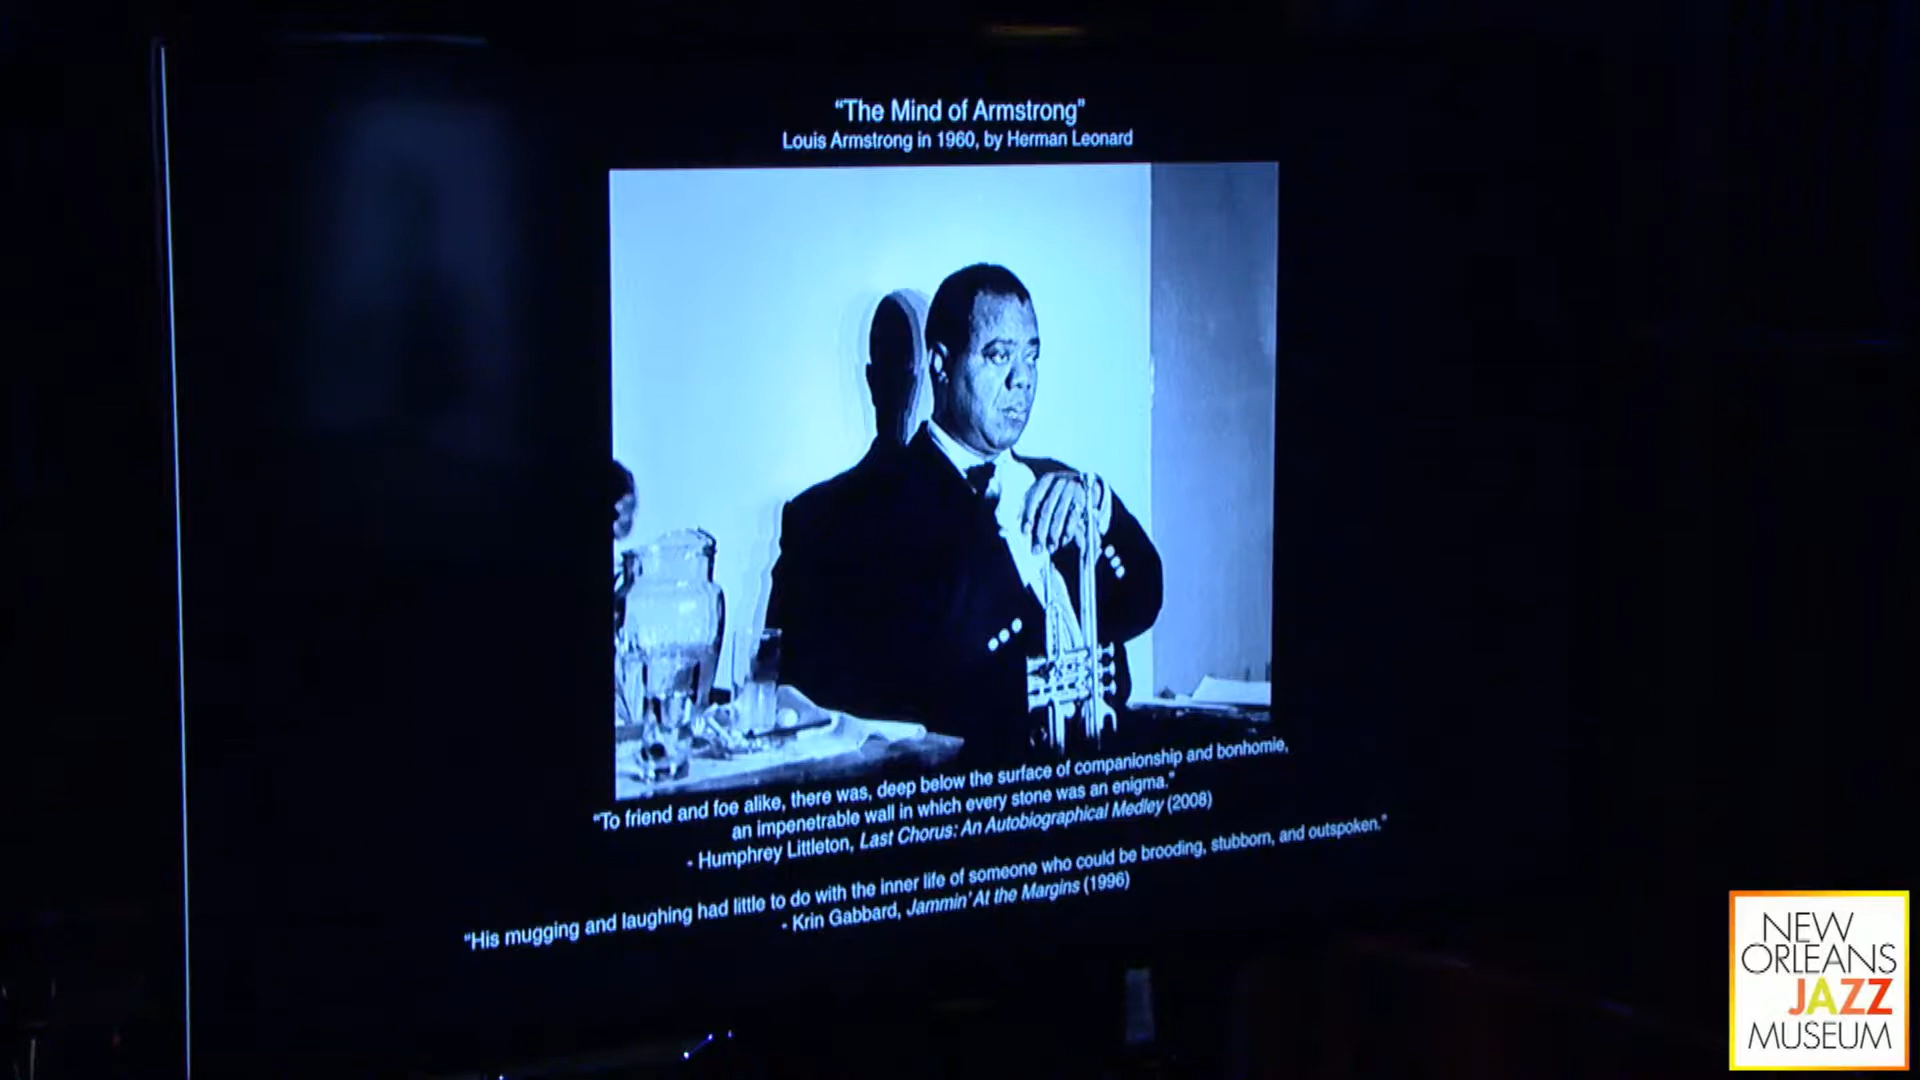 “The Mind of Armstrong”
Louis Armstrong in 1960, by Herman Leonard
“To friend and foe alike, there was, deep below the surface of companionship and bonhomie,
an impenetrable wall in which every stone was an enigma.”
- Humphrey Littleton, Last Chorus: An Autobiographical Medley (2008)
“His mugging and laughing had little to do with the inner life of someone who could be brooding, stubborn, and outspoken.”
- Krin Gabbard, Jammin’ At the Margins (1996)
NEW
ORLEANS
JAZZ
MUSEUM